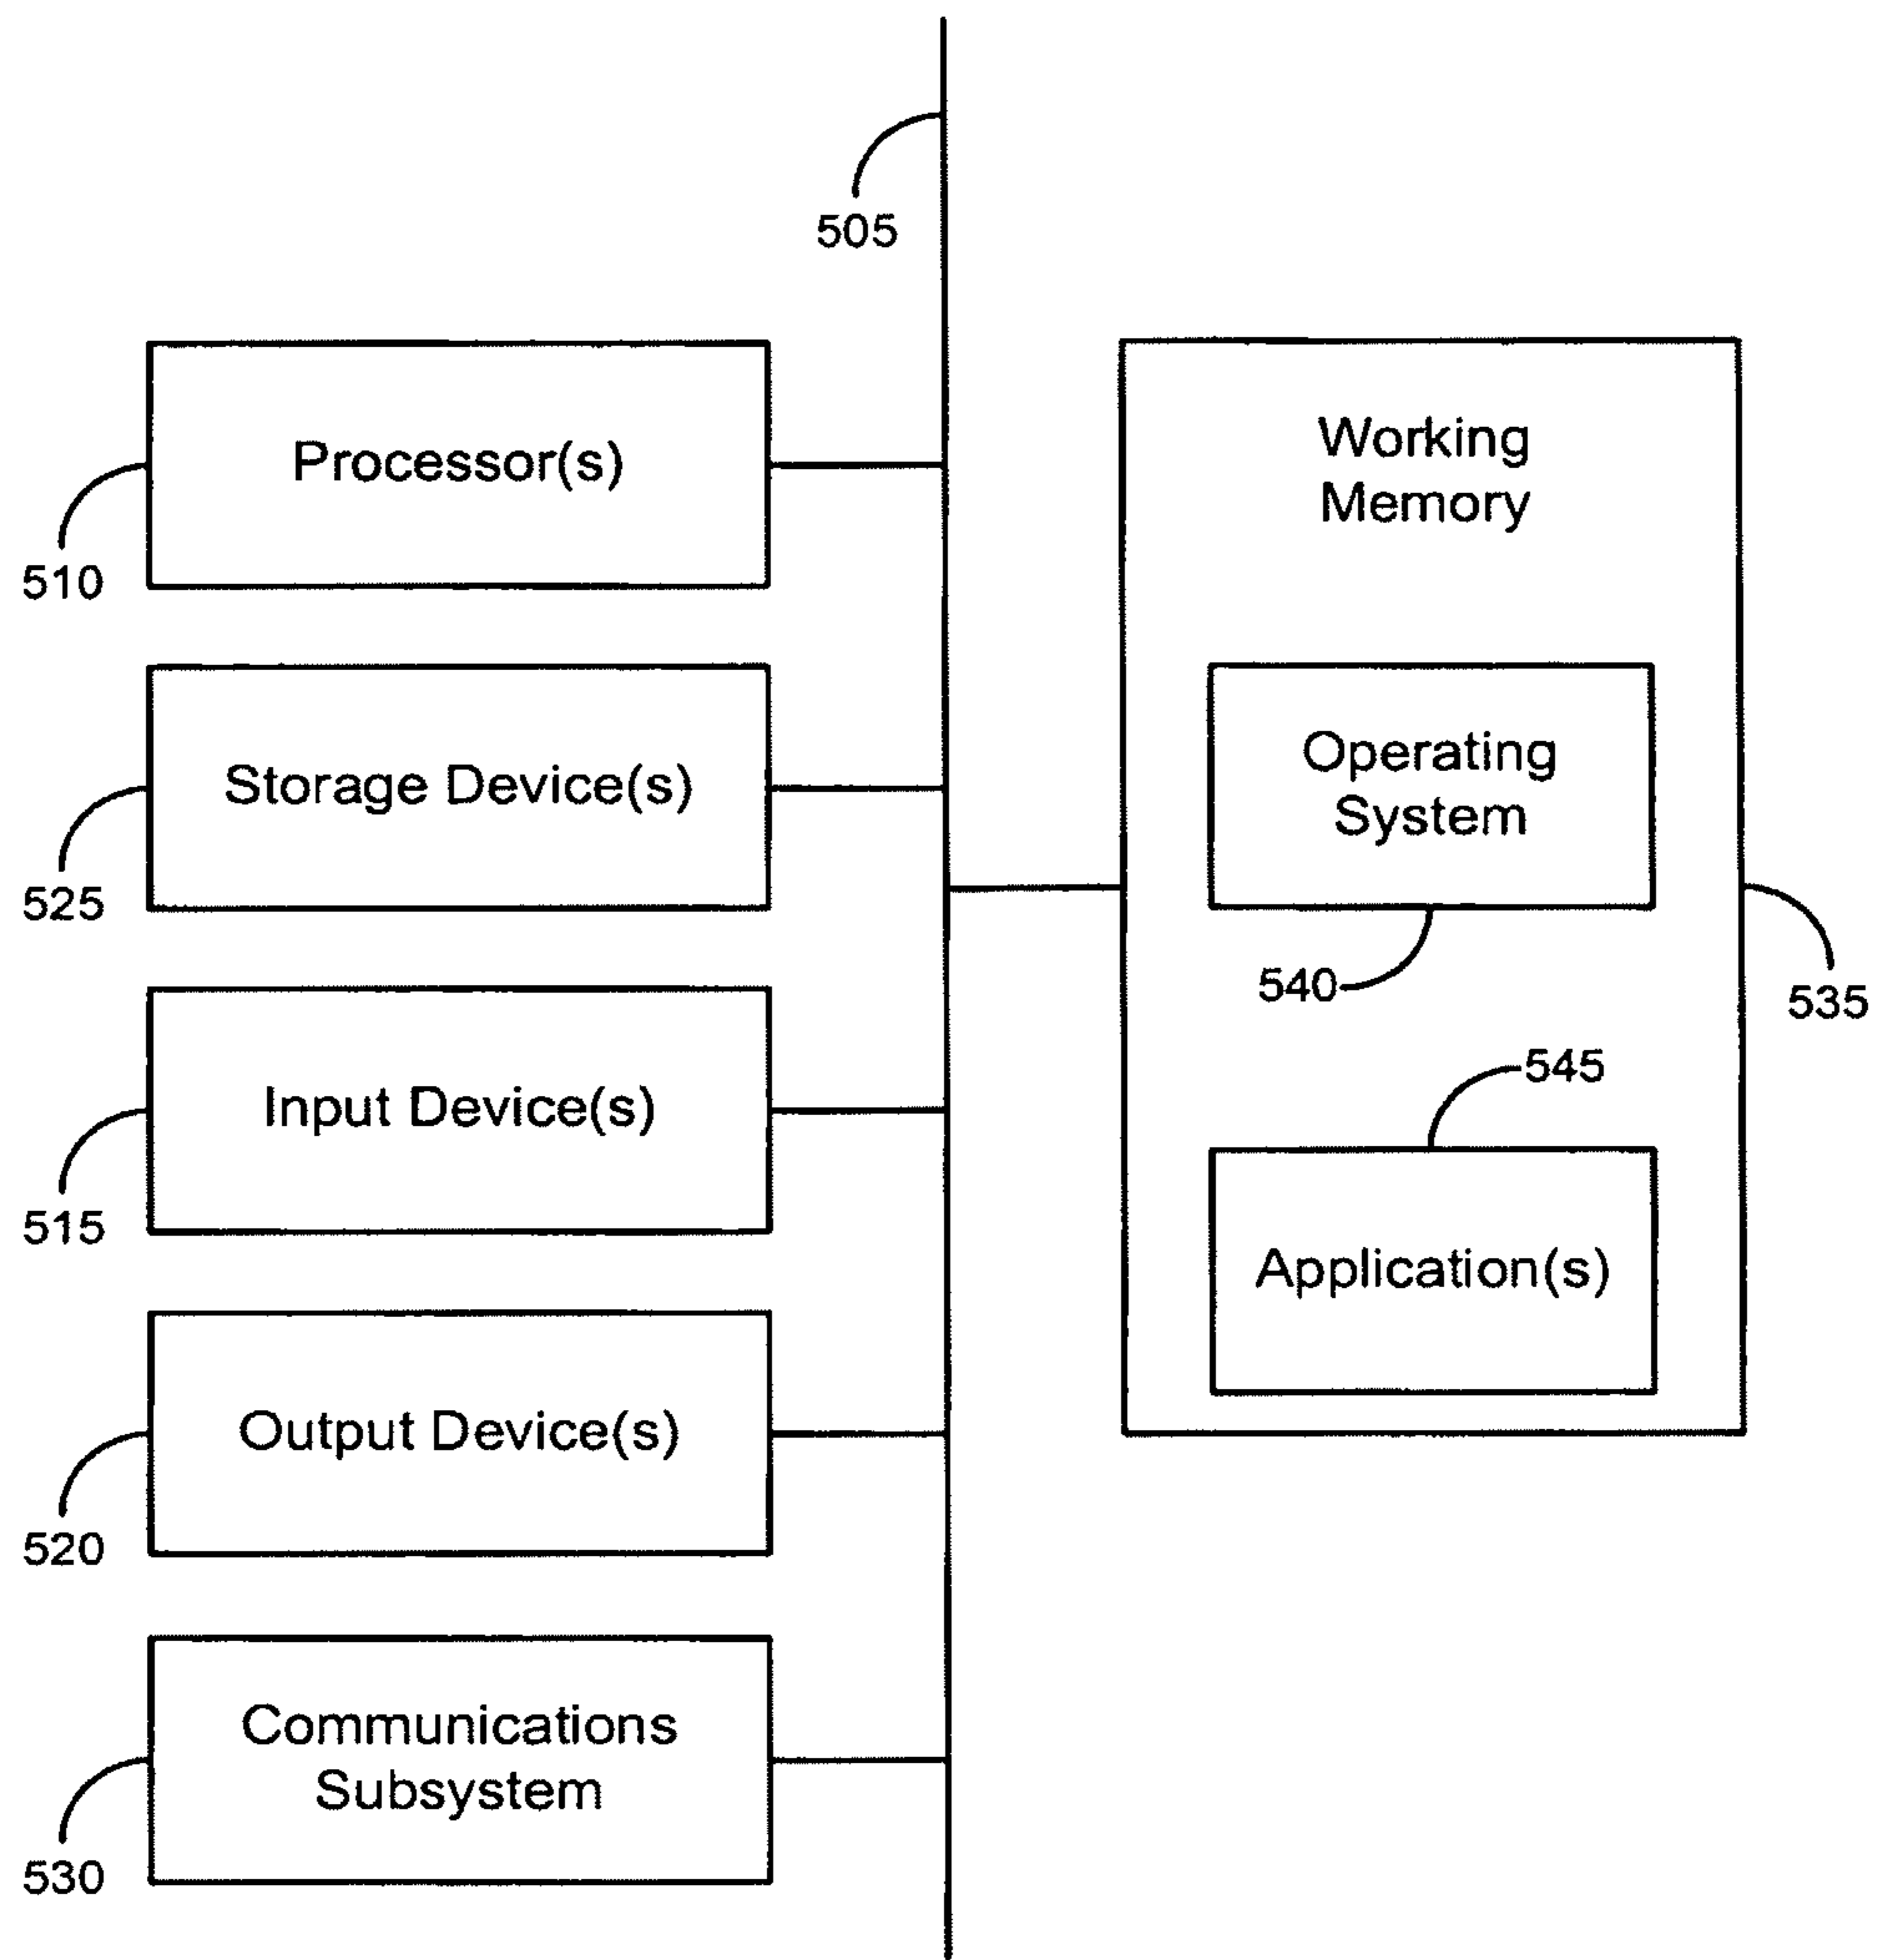 505
Processor(s)
510
Storage Device(s)
525
Input Device(s)
515
Output Device(s)
520
Communications
Subsystem
530
Working
Memory
Operating
System
540
535
545
Application(s)